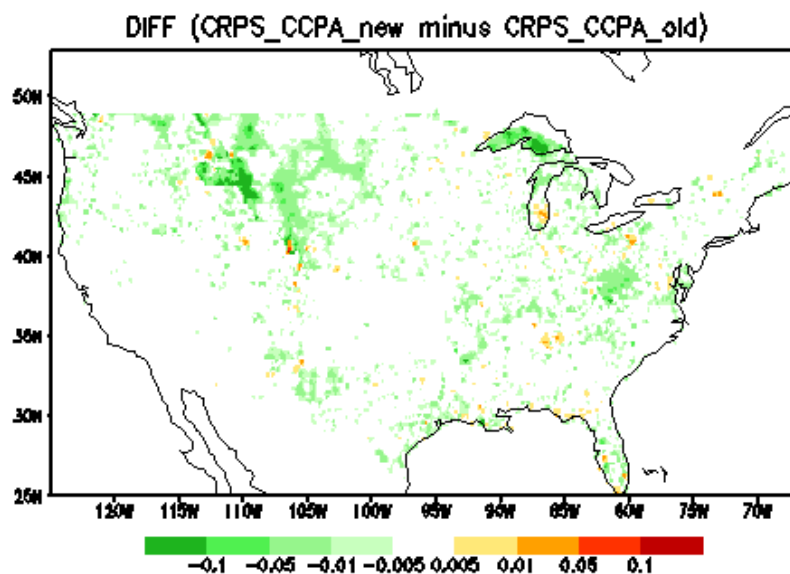 DIFF (CRPS_CCPA_new minus CRPS_CCPA_old)
50N
45N
40N
35N
30N
25N
120W 115W 110W 105W 100W 95W 90W 85W 80W 75W 70W
-0.1 -0.05 -0.01 -0.005 0.005 0.01 0.05 0.1